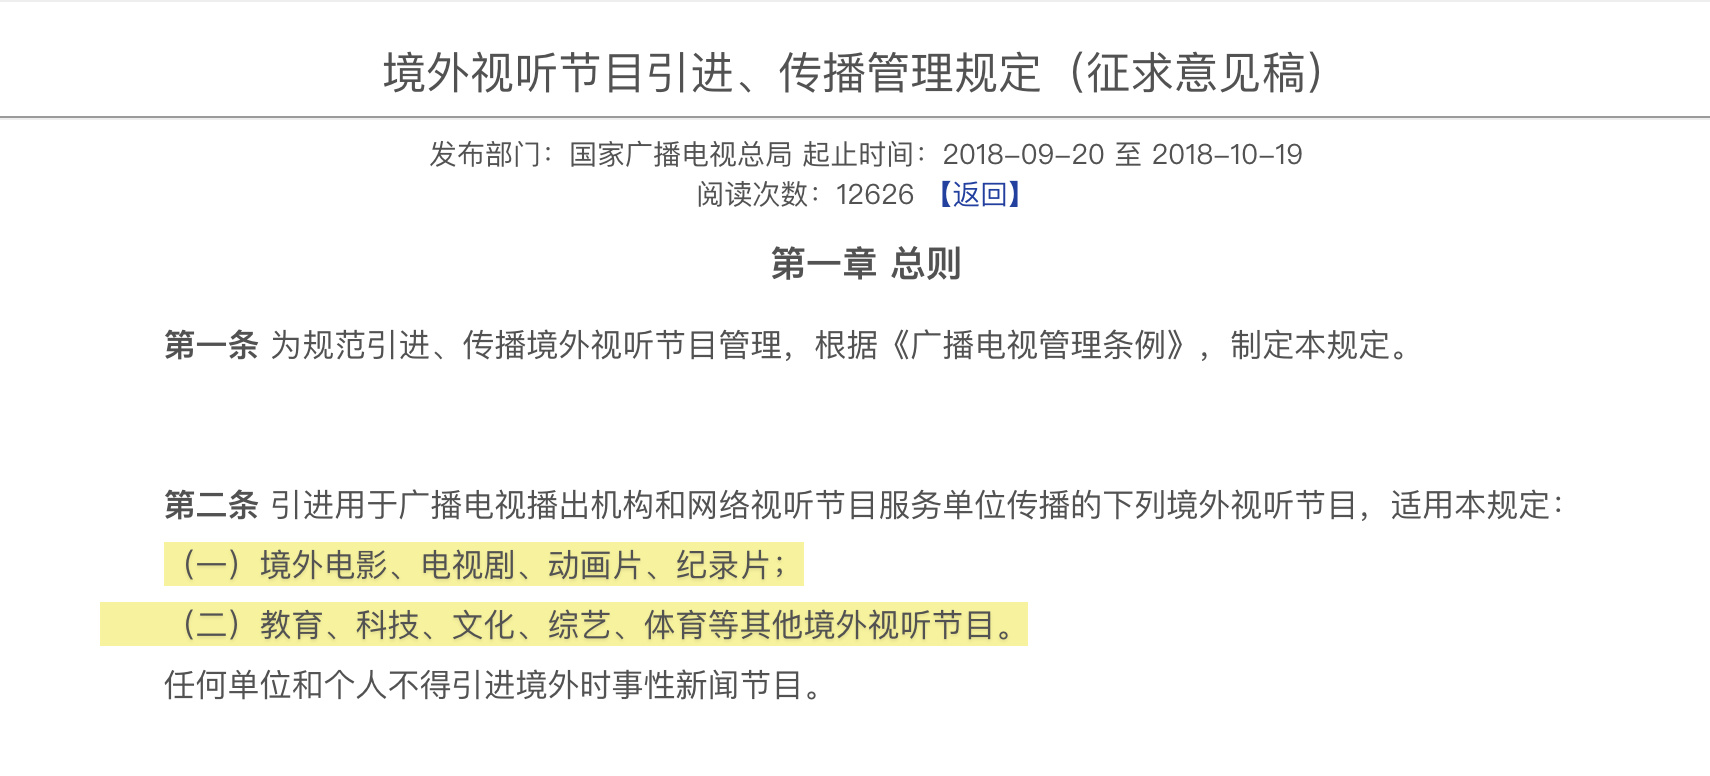 境外视听节目引进、传播管理规定（征求意见稿）
发布部门：国家广播电视总局 起止时间：2018-09-20 至 2018-10-19
阅读次数：12626 【返回】
第一章 总则
第一条 为规范引进、传播境外视听节目管理，根据《广播电视管理条例》，制定本规定。
第二条 引进用于广播电视播出机构和网络视听节目服务单位传播的下列境外视听节目，适用本规定：
（一）境外电影、电视剧、动画片、纪录片；
（二）教育、科技、文化、综艺、体育等其他境外视听节目。
任何单位和个人不得引进境外时事性新闻节目。